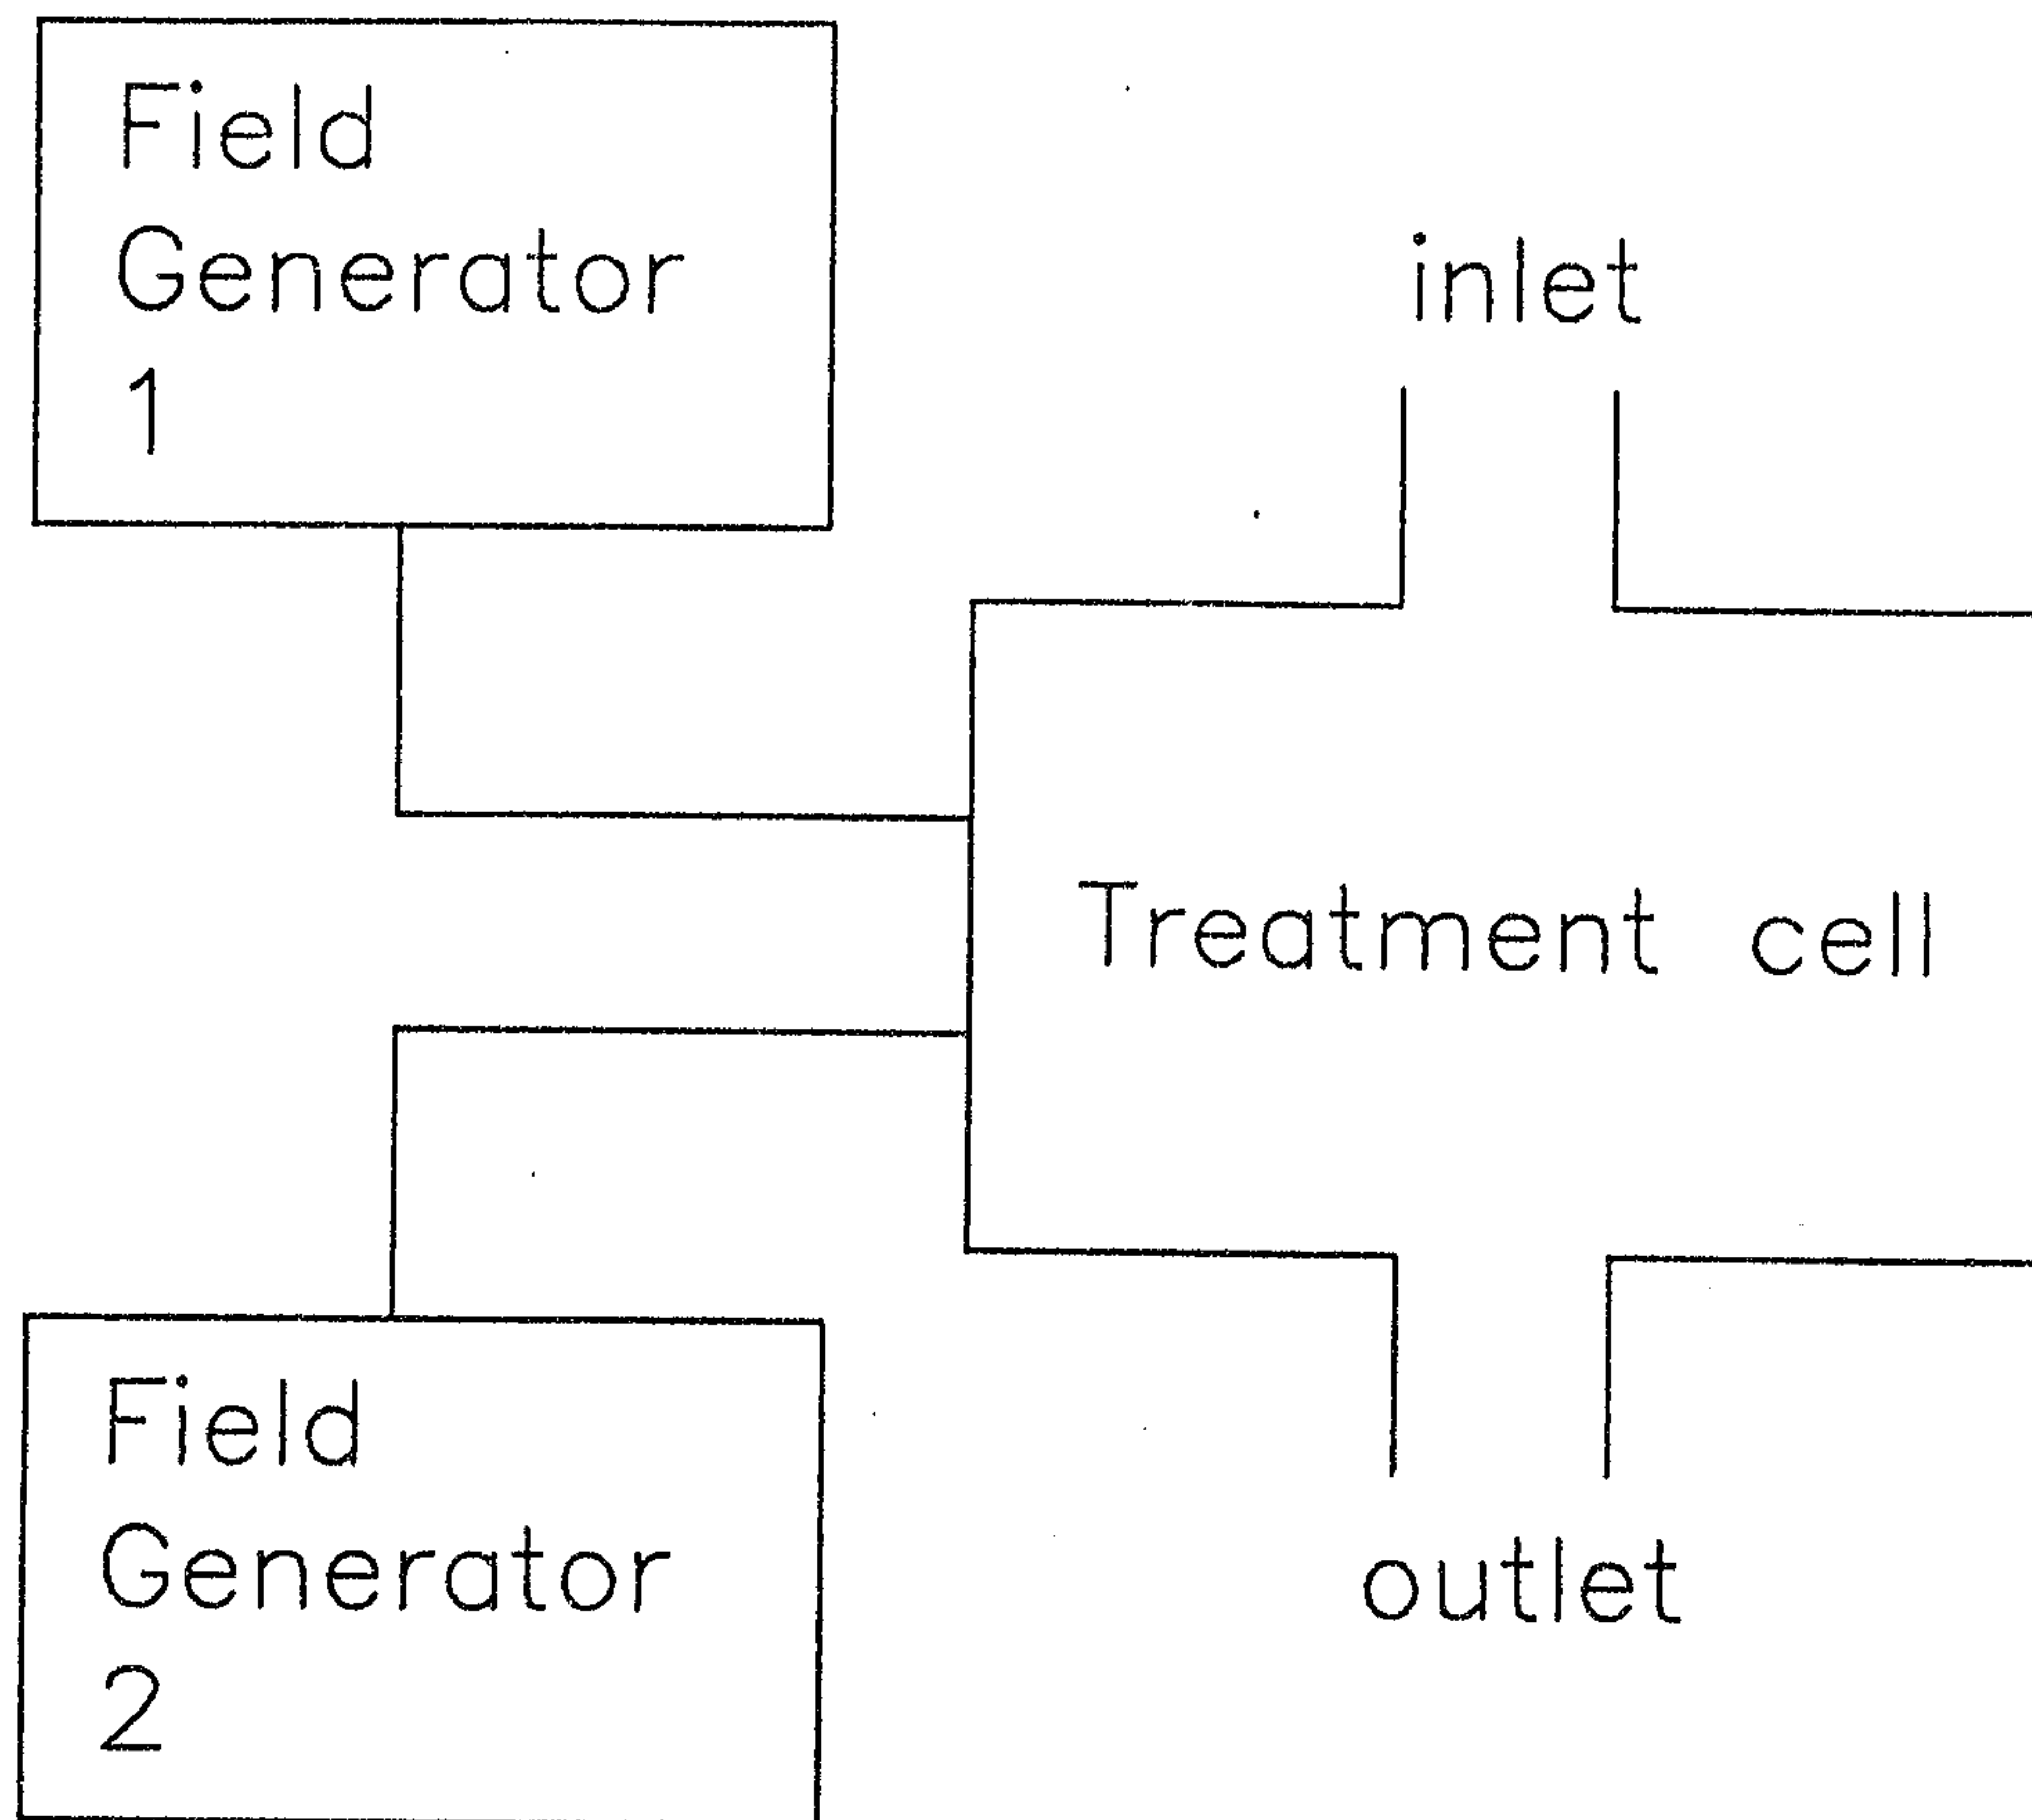 Field
Generator
1
inlet
Treatment cell
Field
Generator
2
outlet